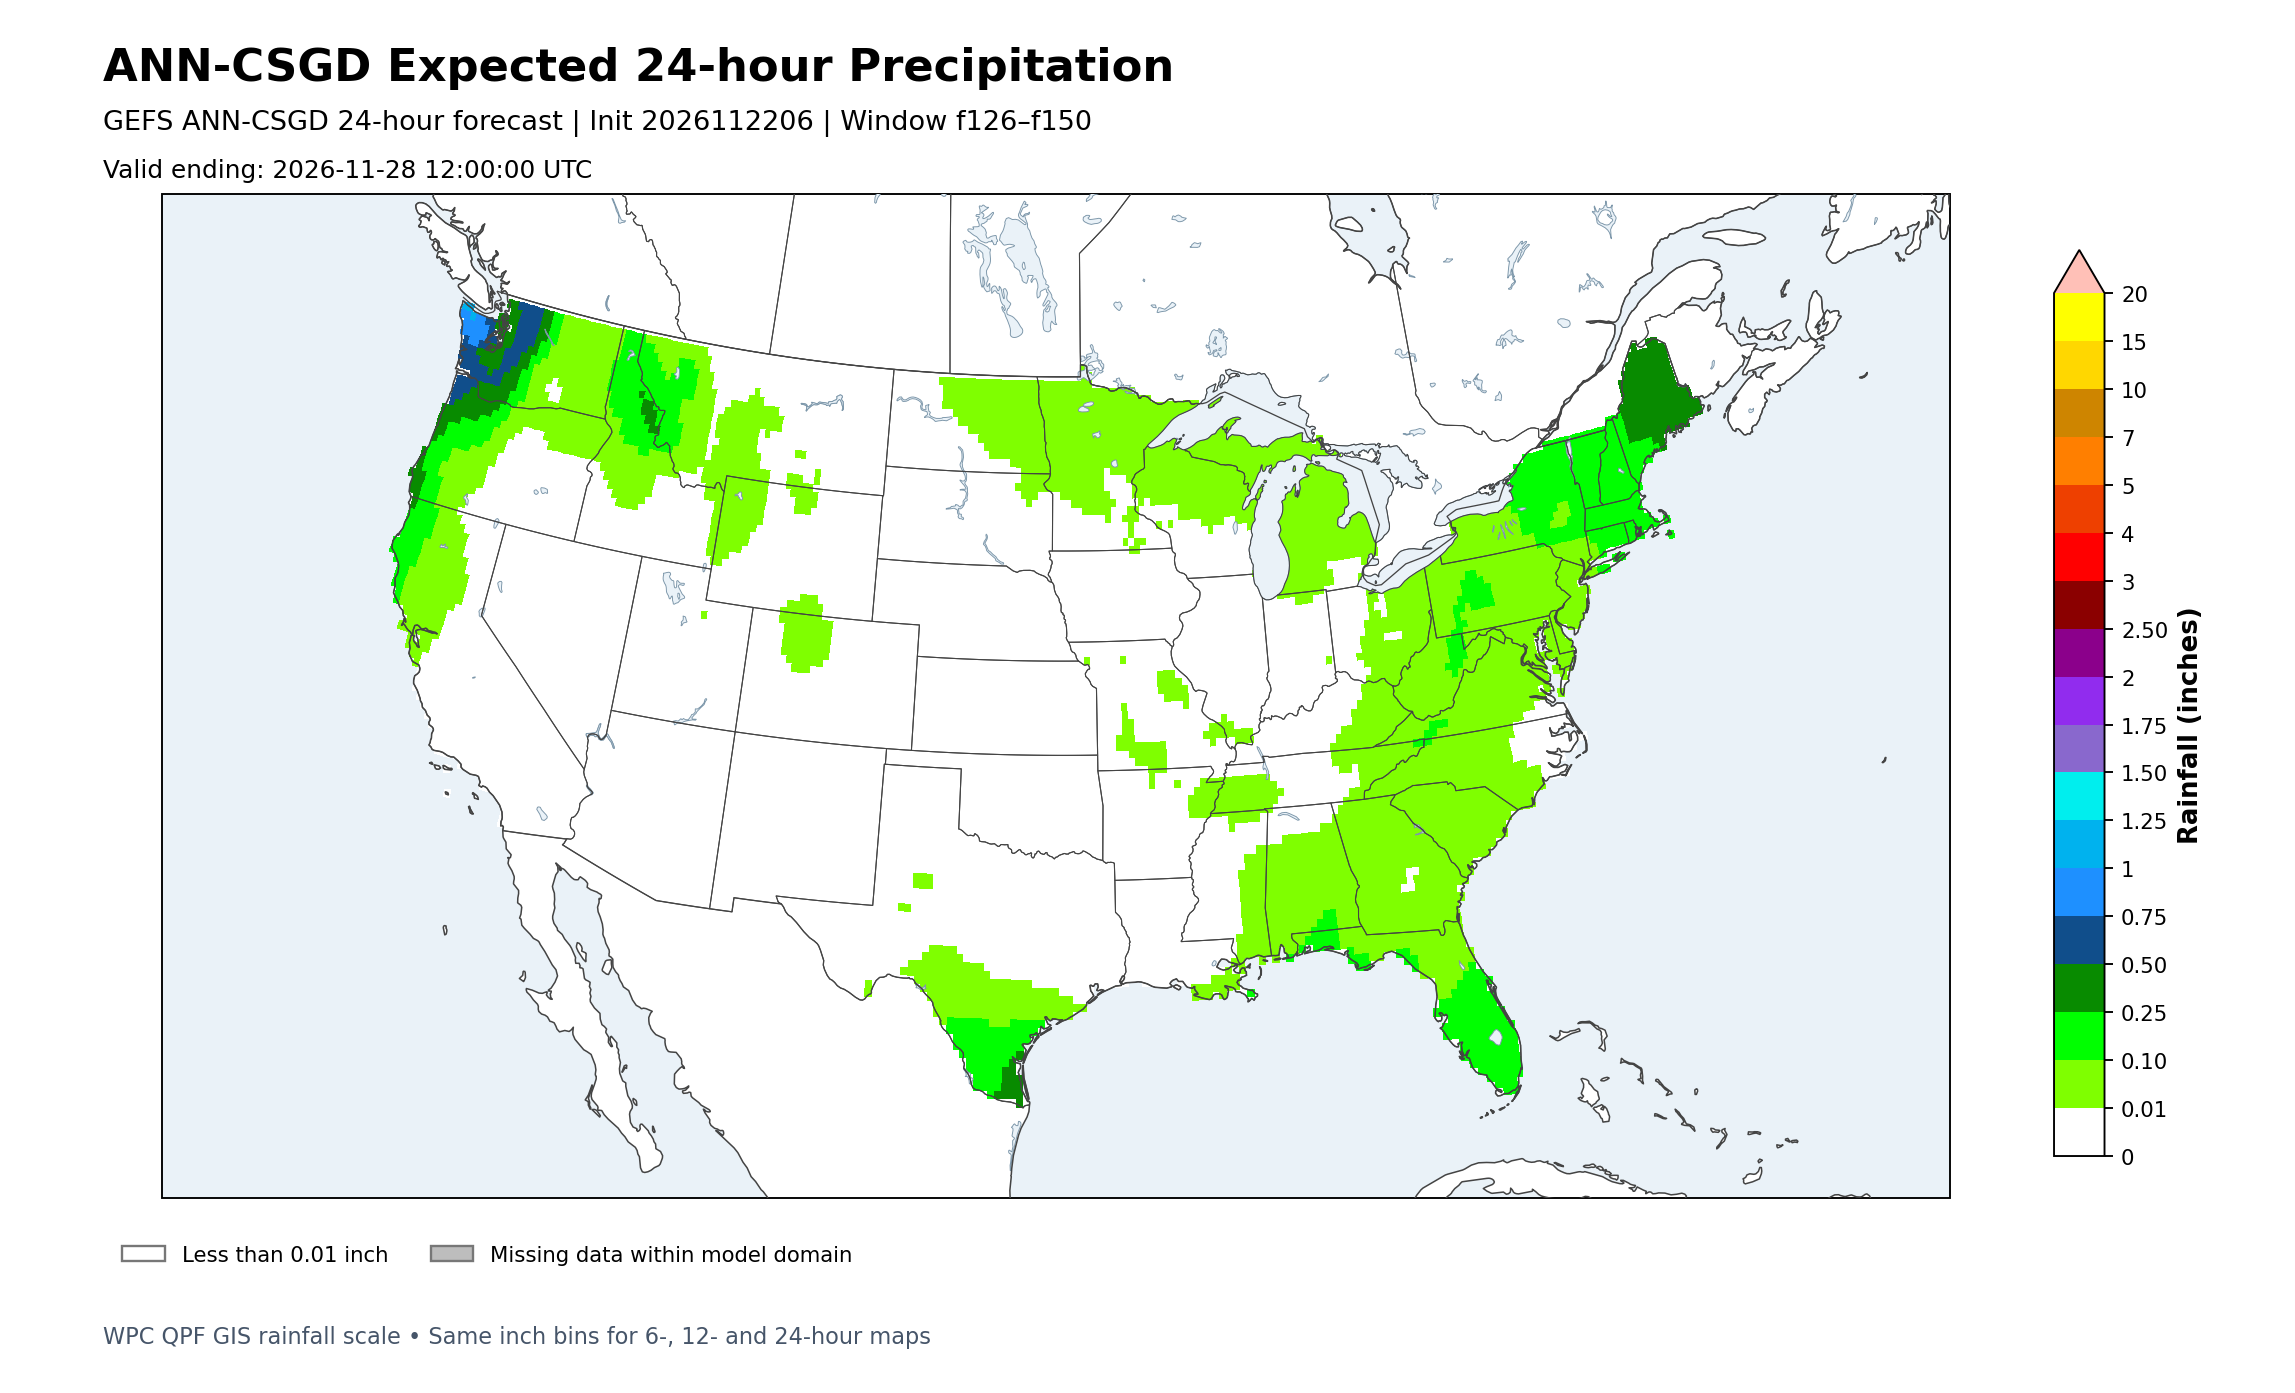 ANN-CSGD Expected 24-hour Precipitation
GEFS ANN-CSGD 24-hour forecast | Init 2026112206 | Window f126–f150
Valid ending: 2026-11-28 12:00:00 UTC
20
15
10
7
5
4
3
2.50
2
1.75
1.50
1.25
1
0.75
0.50
0.25
0.10
0.01
0
Rainfall (inches)
Less than 0.01 inch
Missing data within model domain
WPC QPF GIS rainfall scale • Same inch bins for 6-, 12- and 24-hour maps